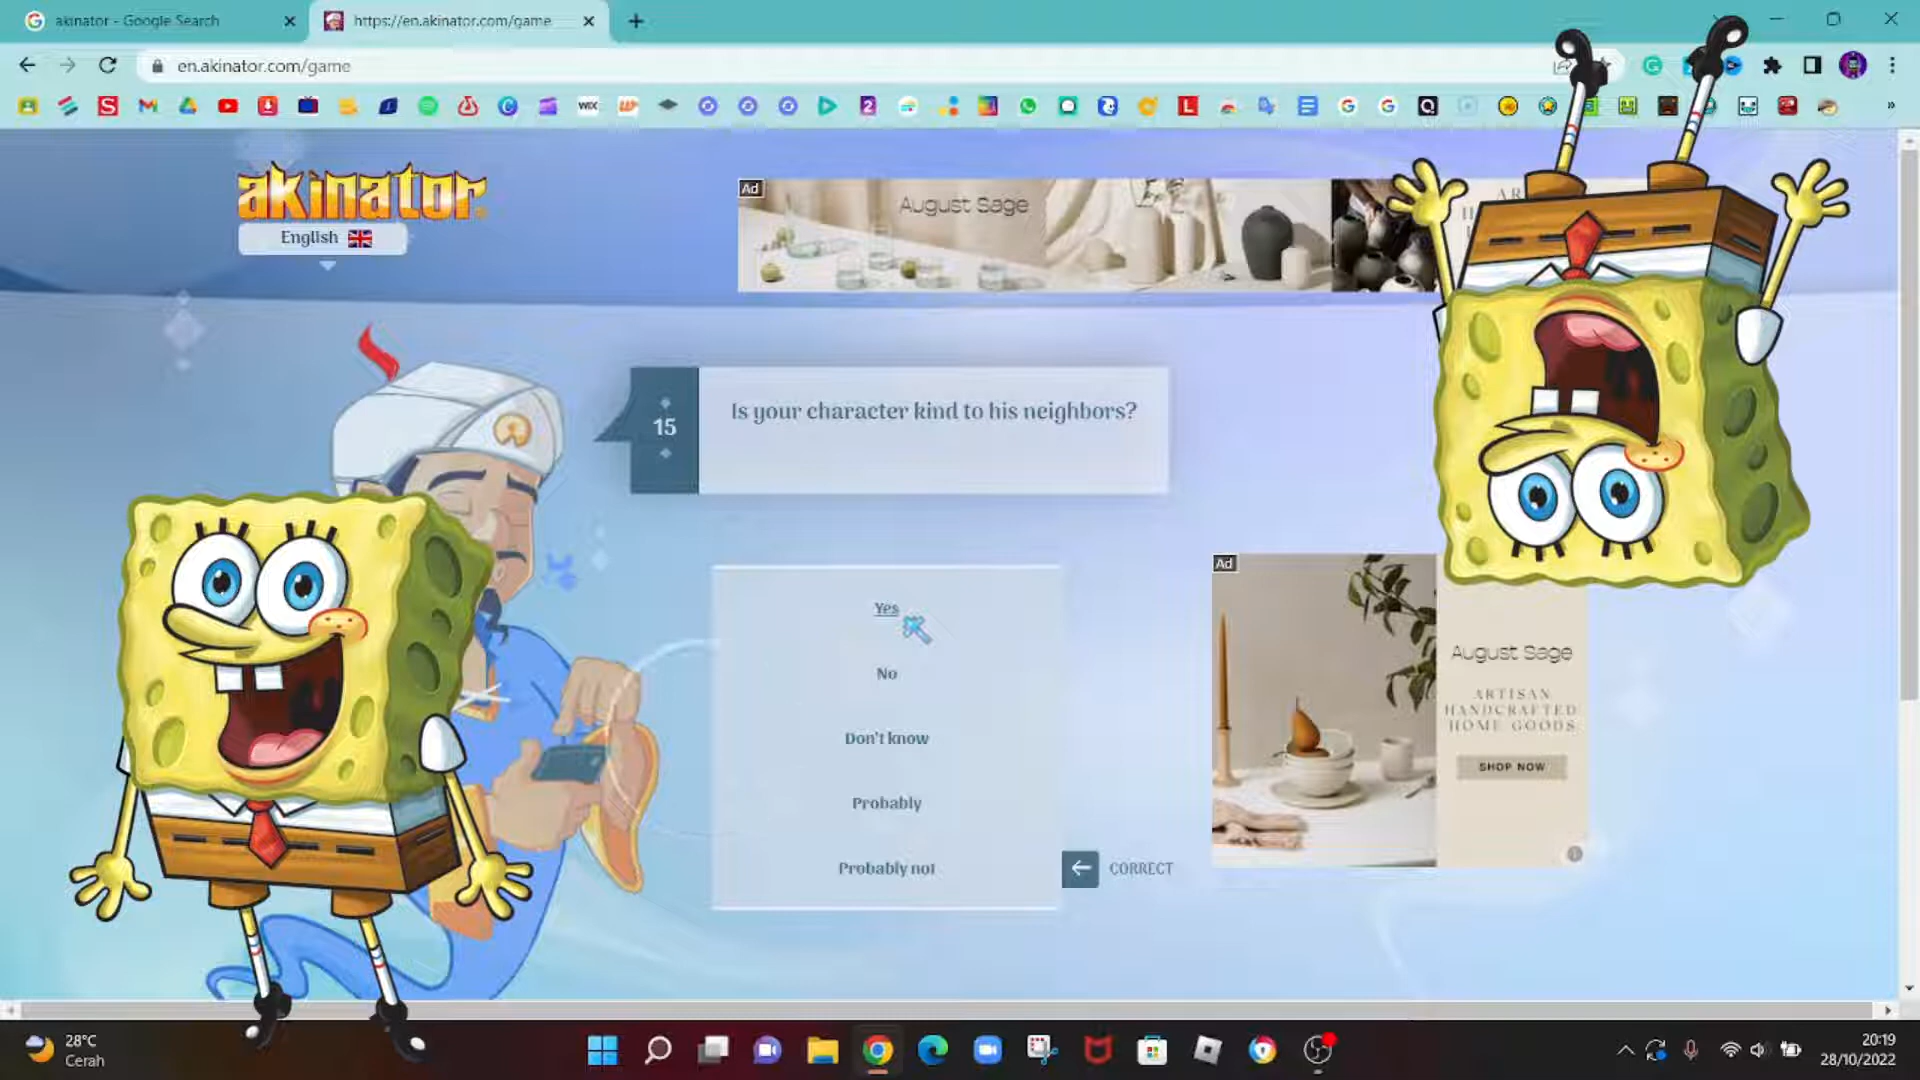 akinator - Google Search
https://en.akinator.com/game
en.akinator.com/game
akinator
English
Ad
August Sage
15
Is your character kind to his neighbors?
Yes
No
Don't know
Probably
Probably not
CORRECT
Ad
August Sage
ARTISAN
HANDCRAFTED
HOME GOODS
SHOP NOW
28°C
Cerah
20:19
28/10/2022